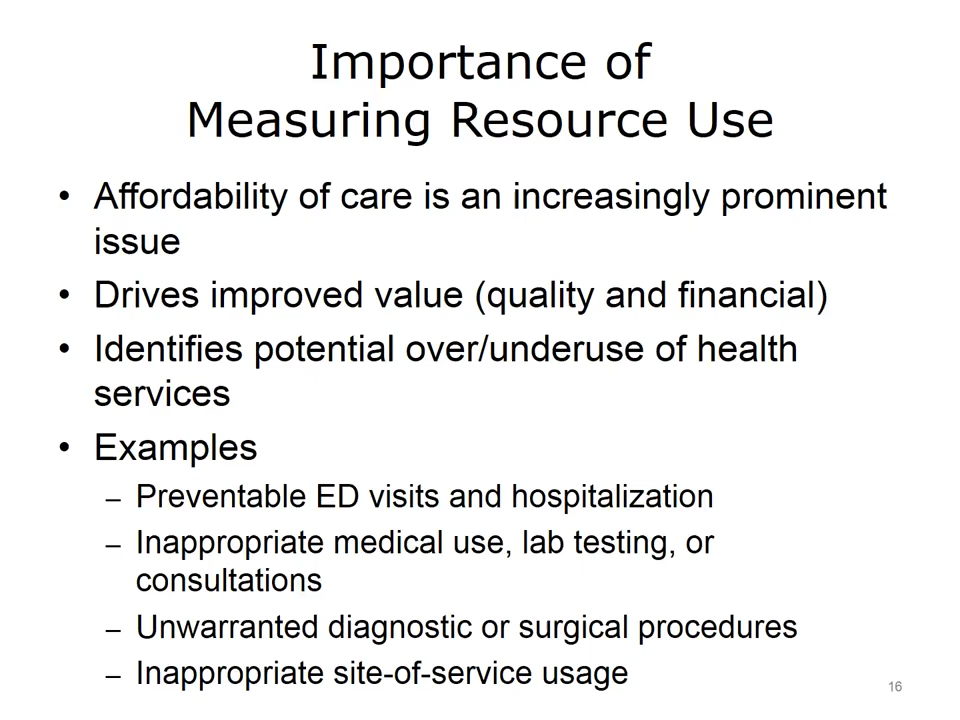 Importance of
Measuring Resource Use
• Affordability of care is an increasingly prominent
issue
• Drives improved value (quality and financial)
• Identifies potential over/underuse of health
services
• Examples
– Preventable ED visits and hospitalization
– Inappropriate medical use, lab testing, or
consultations
– Unwarranted diagnostic or surgical procedures
– Inappropriate site-of-service usage
16